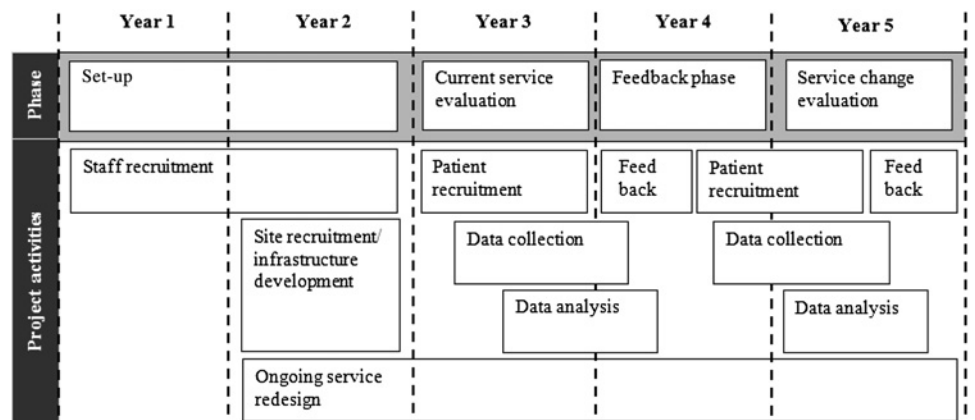 Year 1 Year 2 Year 3 Year 4 Year 5
Phase
Set-up
Current service
evaluation
Feedback phase
Service change
evaluation
Project activities
Staff recruitment
Patient
recruitment
Feed
back
Patient
recruitment
Feed
back
Site recruitment/
infrastructure
development
Data collection
Data collection
Data analysis
Data analysis
Ongoing service
redesign